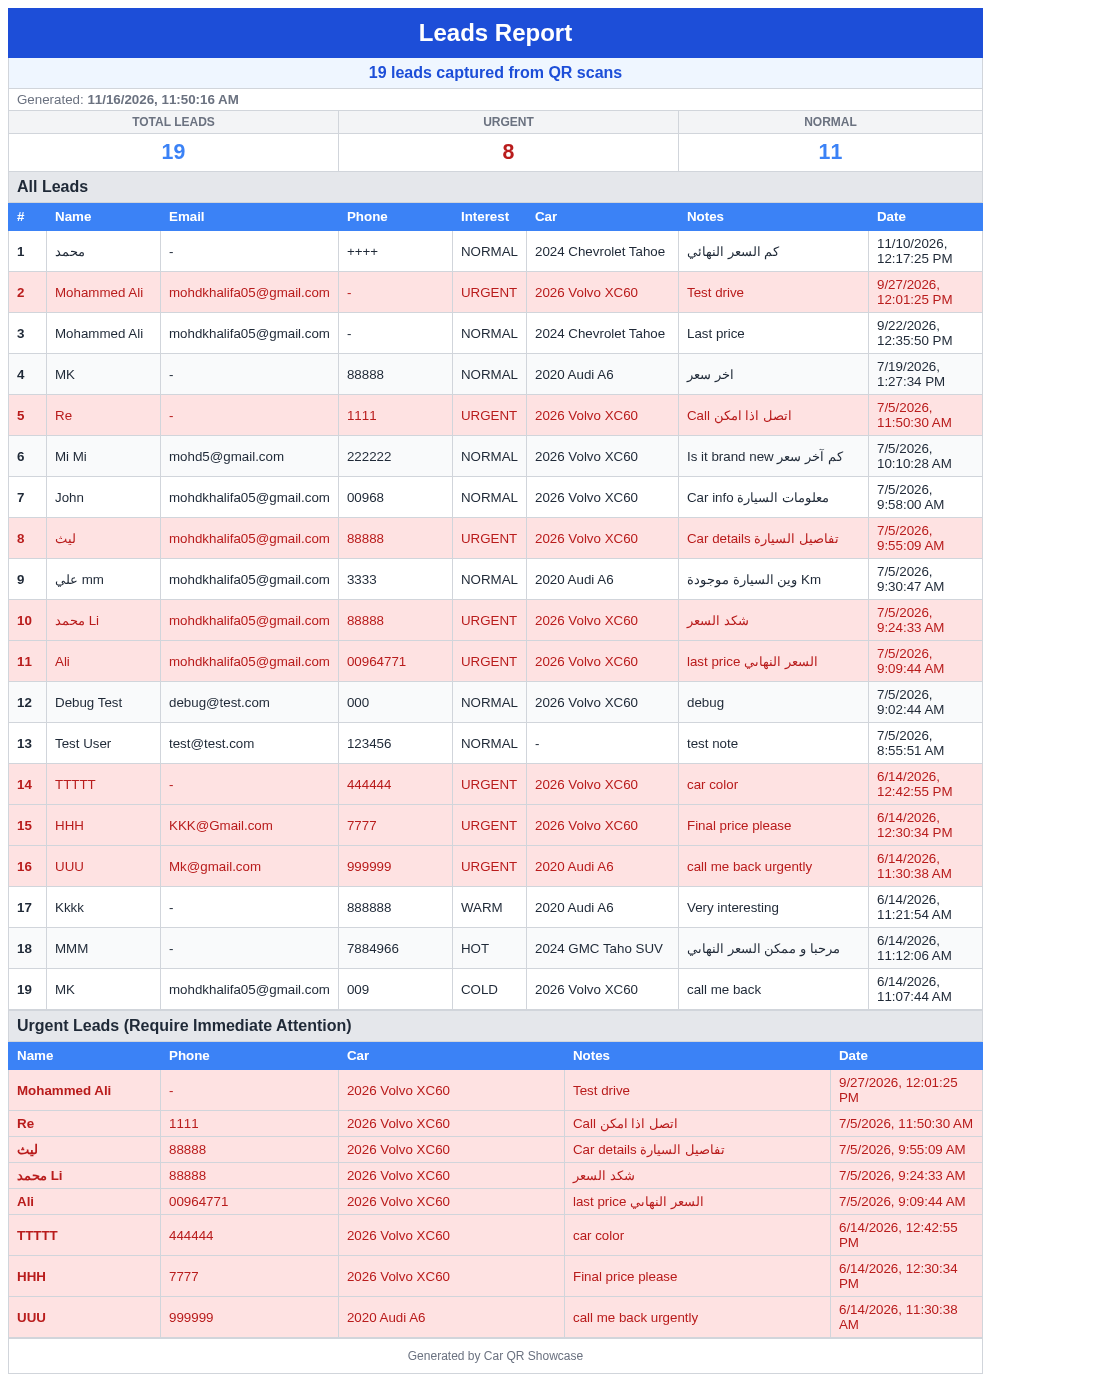 Leads Report
19 leads captured from QR scans
Generated: 11/16/2026, 11:50:16 AM
TOTAL LEADS URGENT NORMAL
19 8 11
All Leads
# Name Email Phone Interest Car Notes Date
1 محمد - ++++ NORMAL 2024 Chevrolet Tahoe كم السعر النهائي 11/10/2026, 12:17:25 PM
2 Mohammed Ali mohdkhalifa05@gmail.com - URGENT 2026 Volvo XC60 Test drive 9/27/2026, 12:01:25 PM
3 Mohammed Ali mohdkhalifa05@gmail.com - NORMAL 2024 Chevrolet Tahoe Last price 9/22/2026, 12:35:50 PM
4 MK - 88888 NORMAL 2020 Audi A6 اخر سعر 7/19/2026, 1:27:34 PM
5 Re - 1111 URGENT 2026 Volvo XC60 Call اتصل اذا امكن 7/5/2026, 11:50:30 AM
6 Mi Mi mohd5@gmail.com 222222 NORMAL 2026 Volvo XC60 Is it brand new كم آخر سعر 7/5/2026, 10:10:28 AM
7 John mohdkhalifa05@gmail.com 00968 NORMAL 2026 Volvo XC60 Car info معلومات السيارة 7/5/2026, 9:58:00 AM
8 ليث mohdkhalifa05@gmail.com 88888 URGENT 2026 Volvo XC60 Car details تفاصيل السيارة 7/5/2026, 9:55:09 AM
9 علي mm mohdkhalifa05@gmail.com 3333 NORMAL 2020 Audi A6 وين السيارة موجودة Km 7/5/2026, 9:30:47 AM
10 محمد Li mohdkhalifa05@gmail.com 88888 URGENT 2026 Volvo XC60 شكد السعر 7/5/2026, 9:24:33 AM
11 Ali mohdkhalifa05@gmail.com 00964771 URGENT 2026 Volvo XC60 last price السعر النهايي 7/5/2026, 9:09:44 AM
12 Debug Test debug@test.com 000 NORMAL 2026 Volvo XC60 debug 7/5/2026, 9:02:44 AM
13 Test User test@test.com 123456 NORMAL - test note 7/5/2026, 8:55:51 AM
14 TTTTT - 444444 URGENT 2026 Volvo XC60 car color 6/14/2026, 12:42:55 PM
15 HHH KKK@Gmail.com 7777 URGENT 2026 Volvo XC60 Final price please 6/14/2026, 12:30:34 PM
16 UUU Mk@gmail.com 999999 URGENT 2020 Audi A6 call me back urgently 6/14/2026, 11:30:38 AM
17 Kkkk - 888888 WARM 2020 Audi A6 Very interesting 6/14/2026, 11:21:54 AM
18 MMM - 7884966 HOT 2024 GMC Taho SUV مرحبا و ممكن السعر النهايي 6/14/2026, 11:12:06 AM
19 MK mohdkhalifa05@gmail.com 009 COLD 2026 Volvo XC60 call me back 6/14/2026, 11:07:44 AM
Urgent Leads (Require Immediate Attention)
Name Phone Car Notes Date
Mohammed Ali - 2026 Volvo XC60 Test drive 9/27/2026, 12:01:25 PM
Re 1111 2026 Volvo XC60 Call اتصل اذا امكن 7/5/2026, 11:50:30 AM
ليث 88888 2026 Volvo XC60 Car details تفاصيل السيارة 7/5/2026, 9:55:09 AM
محمد Li 88888 2026 Volvo XC60 شكد السعر 7/5/2026, 9:24:33 AM
Ali 00964771 2026 Volvo XC60 last price السعر النهايي 7/5/2026, 9:09:44 AM
TTTTT 444444 2026 Volvo XC60 car color 6/14/2026, 12:42:55 PM
HHH 7777 2026 Volvo XC60 Final price please 6/14/2026, 12:30:34 PM
UUU 999999 2020 Audi A6 call me back urgently 6/14/2026, 11:30:38 AM
Generated by Car QR Showcase